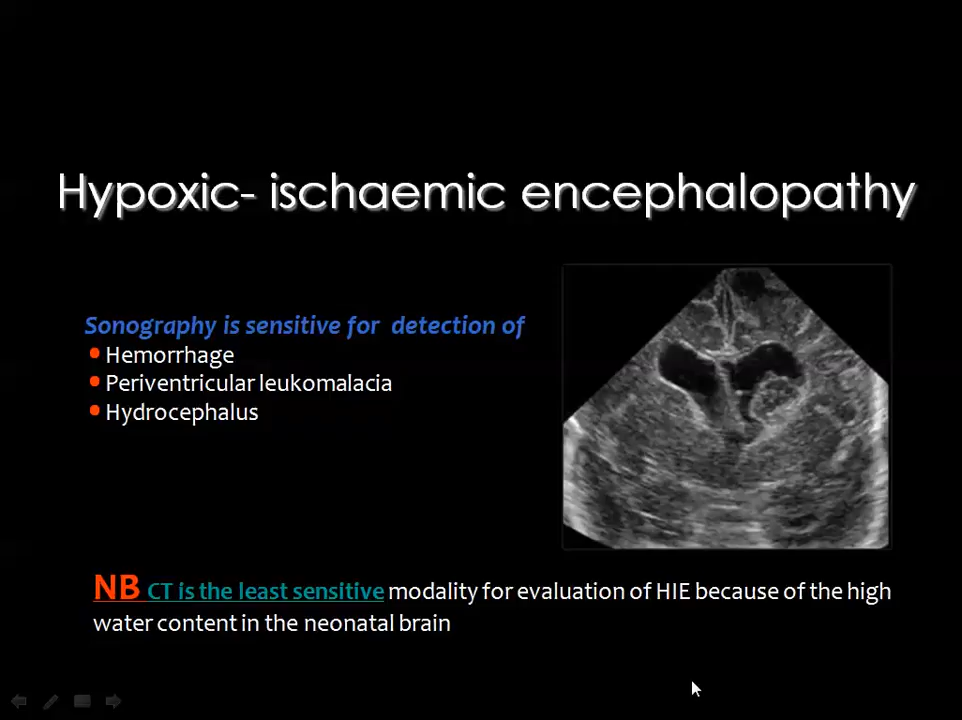 Hypoxic- ischaemic encephalopathy
Sonography is sensitive for detection of
• Hemorrhage
• Periventricular leukomalacia
• Hydrocephalus
NB CT is the least sensitive modality for evaluation of HIE because of the high
water content in the neonatal brain